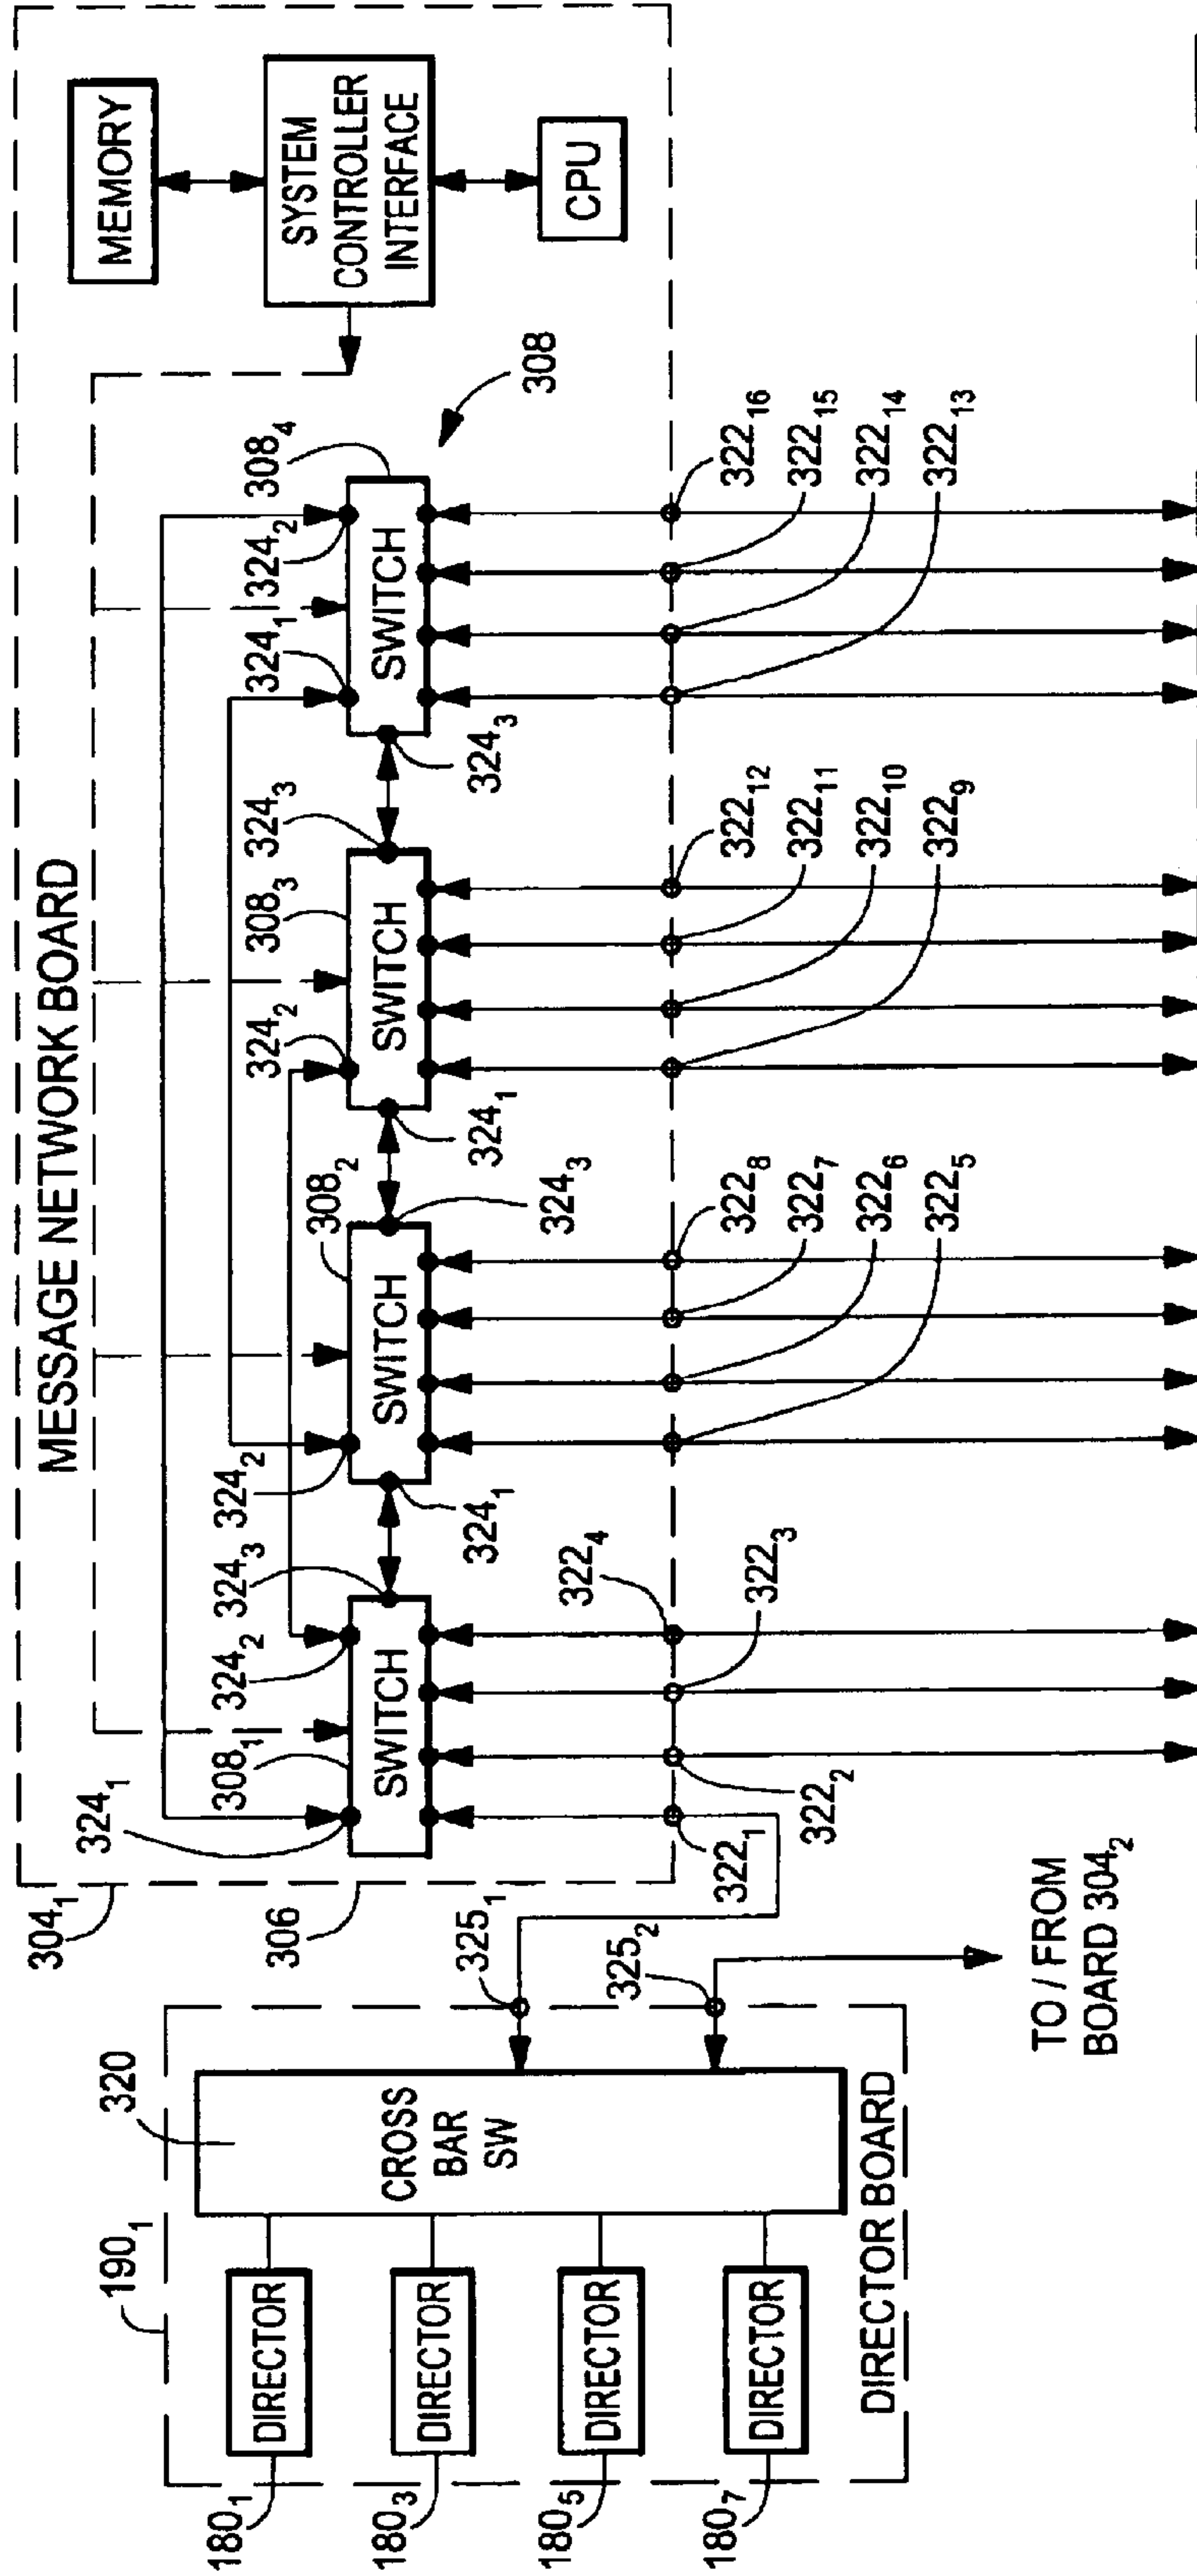 MESSAGE NETWORK BOARD
MEMORY
SYSTEM
CONTROLLER
INTERFACE
CPU
304₁
306
308
324₁
308₁
324₂
324₃
SWITCH
324₁
324₂
308₂
324₃
SWITCH
324₁
324₂
308₃
324₃
SWITCH
324₃
324₁
324₂
308₄
SWITCH
322₁
322₂
322₃
322₄
322₅
322₆
322₇
322₈
322₉
322₁₀
322₁₁
322₁₂
322₁₃
322₁₄
322₁₅
322₁₆
190₁
320
CROSS
BAR
SW
325₁
325₂
TO / FROM
BOARD 304₂
180₁
DIRECTOR
180₃
DIRECTOR
180₅
DIRECTOR
180₇
DIRECTOR
DIRECTOR BOARD